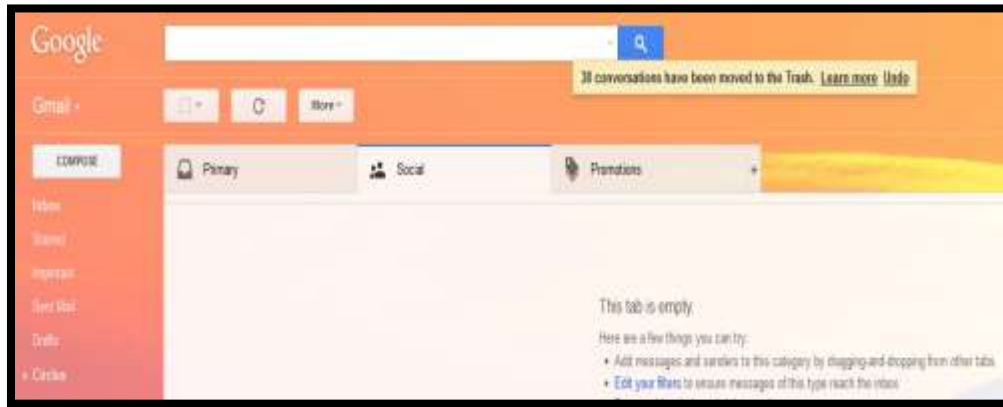 Google
38 conversations have been moved to the Trash. Learn more Undo
Gmail
More
COMPOSE
Primary
Social
Promotions
+
Inbox
Starred
Important
Sent Mail
Drafts
Circles
This tab is empty.
Here are a few things you can try:
• Add messages and senders to this category by dragging-and-dropping from other tabs.
• Edit your filters to ensure messages of this type reach the inbox